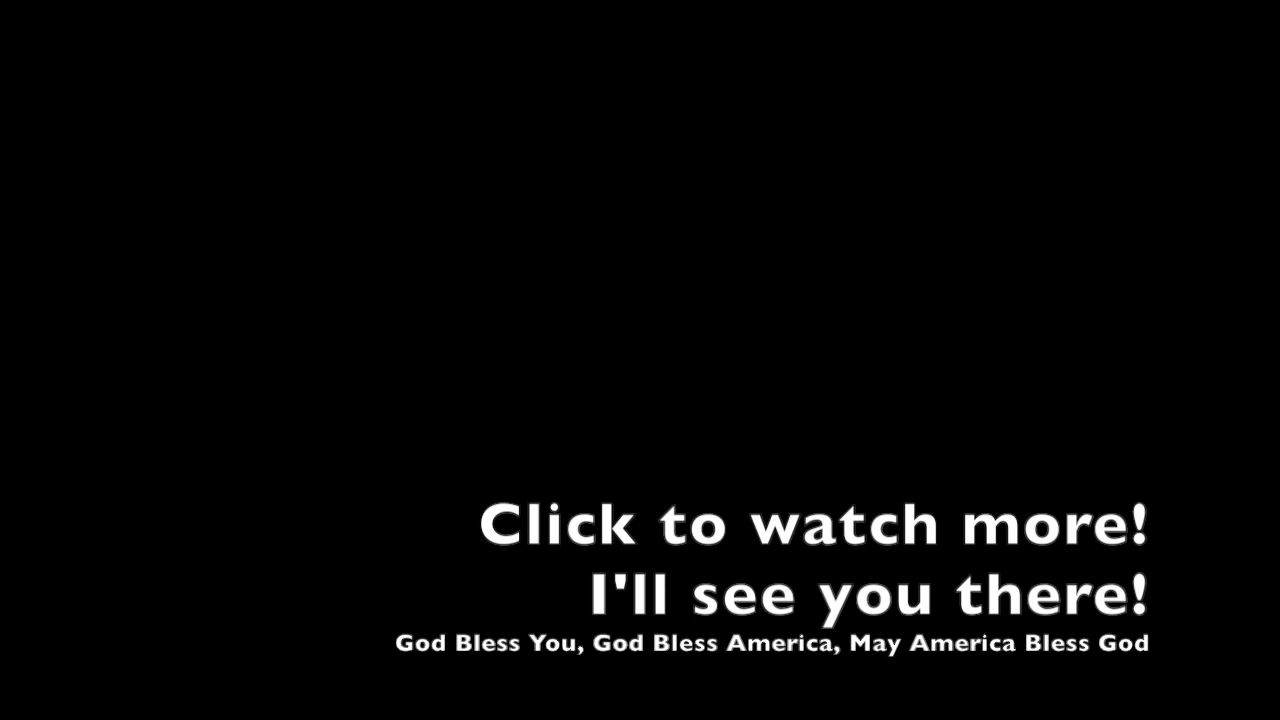 Click to watch more!
I'll see you there!
God Bless You, God Bless America, May America Bless God